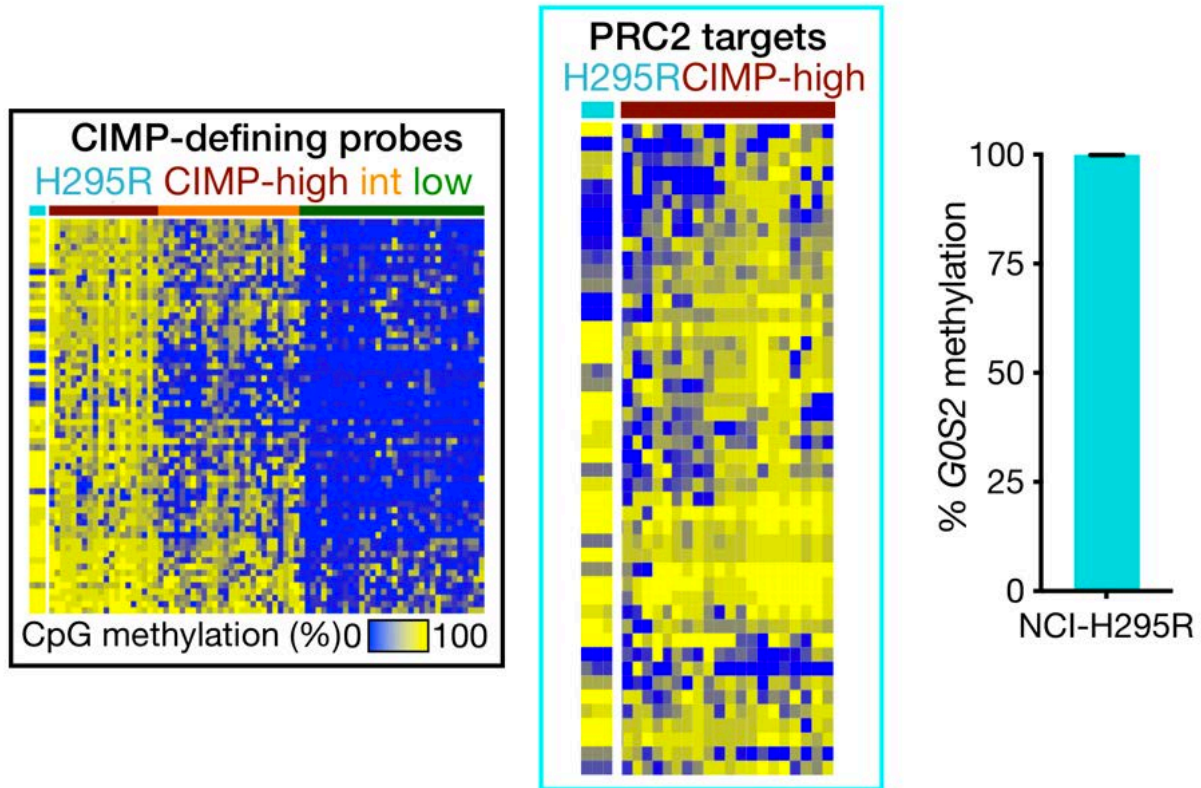 CIMP-defining probes
H295R CIMP-high int low
CpG methylation (%) 0 100
PRC2 targets
H295R CIMP-high
% G0S2 methylation
100
75
50
25
0
NCI-H295R